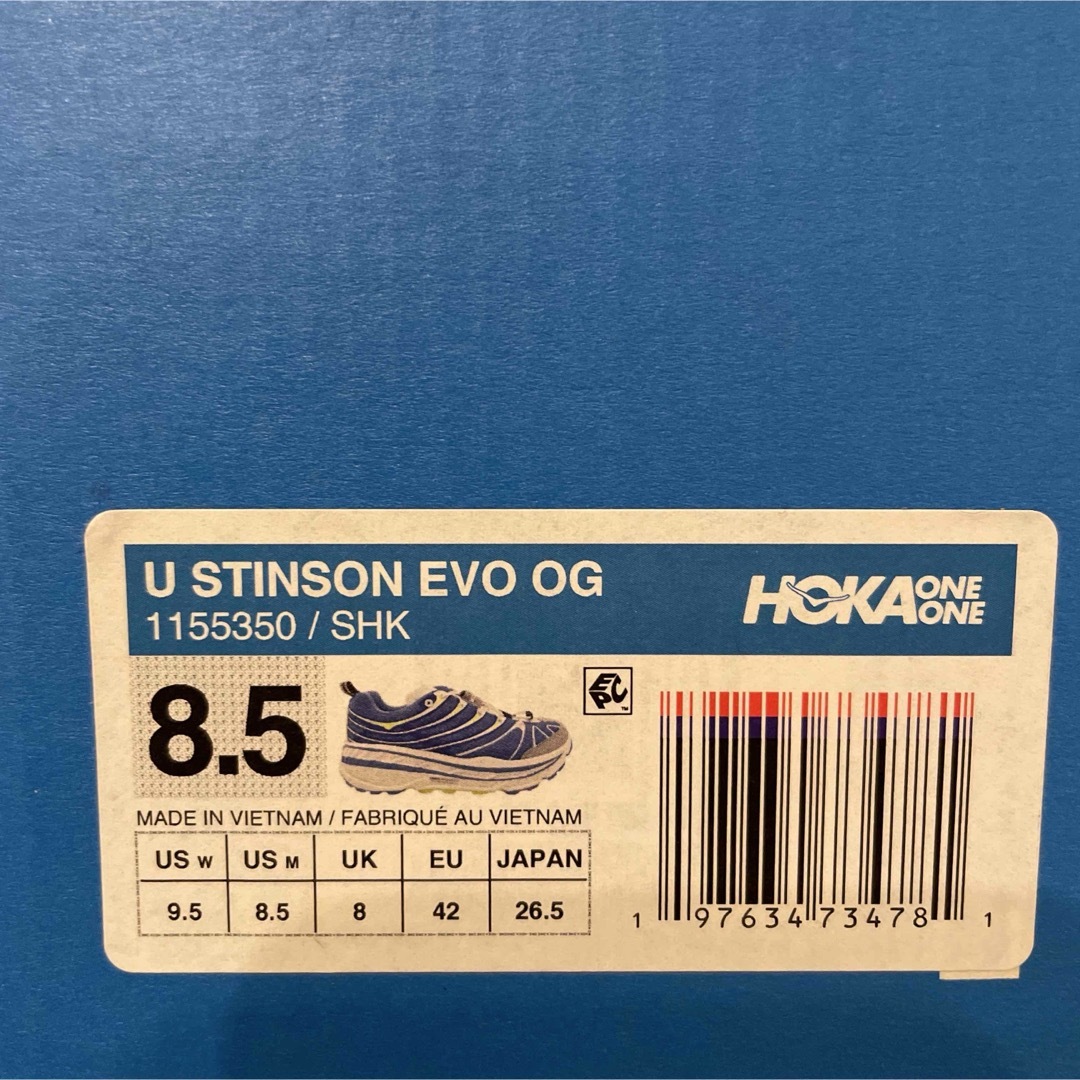 U STINSON EVO OG
1155350 / SHK
HOKA ONE ONE
8.5
EPC™
MADE IN VIETNAM / FABRIQUÉ AU VIETNAM
US W US M UK EU JAPAN
9.5 8.5 8 42 26.5
1 97634 73478 1